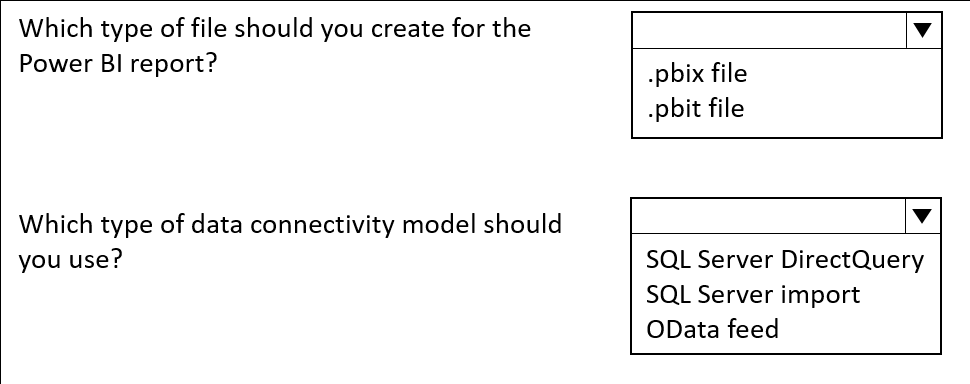 Which type of file should you create for the
Power BI report?
.pbix file
.pbit file
Which type of data connectivity model should
you use?
SQL Server DirectQuery
SQL Server import
OData feed